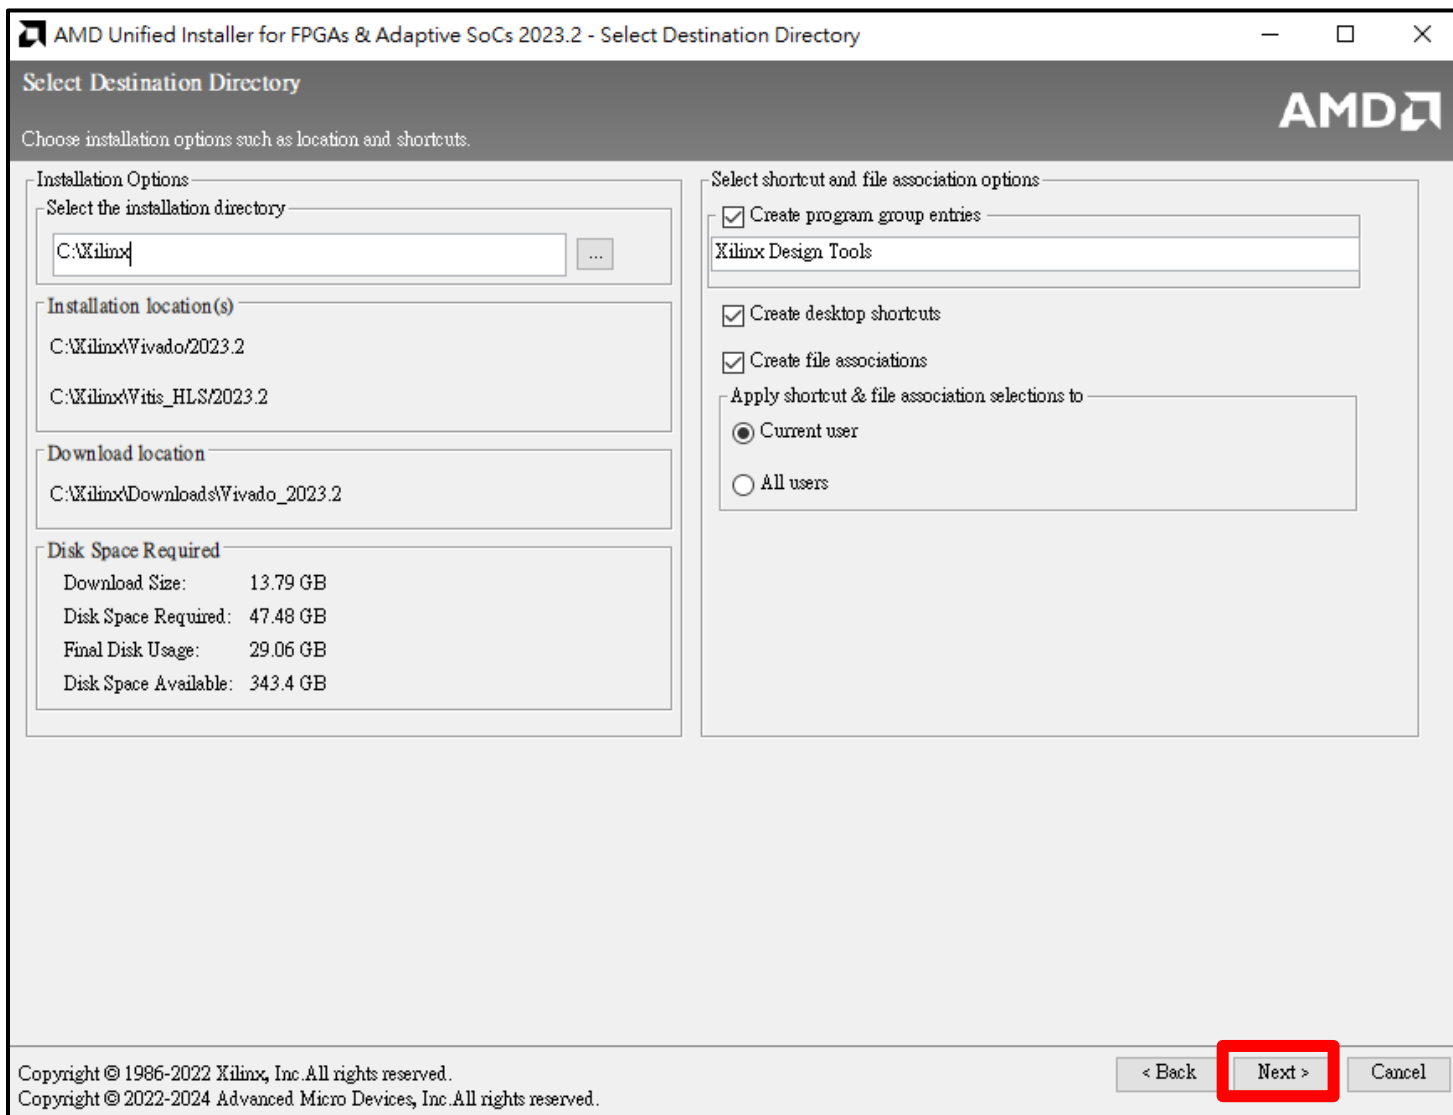 AMD Unified Installer for FPGAs & Adaptive SoCs 2023.2 - Select Destination Directory
Select Destination Directory
AMD
Choose installation options such as location and shortcuts.
Installation Options
Select the installation directory
C:\Xilinx
...
Installation location(s)
C:\Xilinx\Vivado/2023.2
C:\Xilinx\Vitis_HLS/2023.2
Download location
C:\Xilinx\Downloads\Vivado_2023.2
Disk Space Required
Download Size: 13.79 GB
Disk Space Required: 47.48 GB
Final Disk Usage: 29.06 GB
Disk Space Available: 343.4 GB
Select shortcut and file association options
Create program group entries
Xilinx Design Tools
Create desktop shortcuts
Create file associations
Apply shortcut & file association selections to
Current user
All users
Copyright © 1986-2022 Xilinx, Inc.All rights reserved.
Copyright © 2022-2024 Advanced Micro Devices, Inc.All rights reserved.
< Back
Next >
Cancel